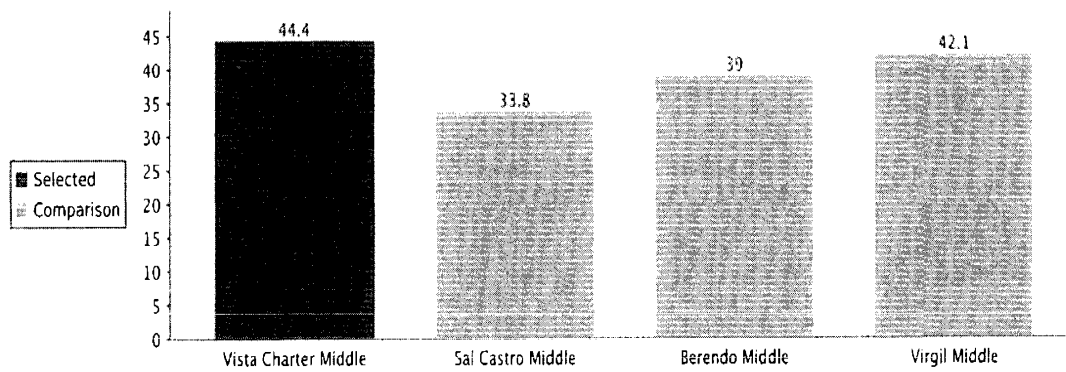 44.4
33.8
39
42.1
45
40
35
30
25
20
15
10
5
0
Selected
Comparison
Vista Charter Middle
Sal Castro Middle
Berendo Middle
Virgil Middle